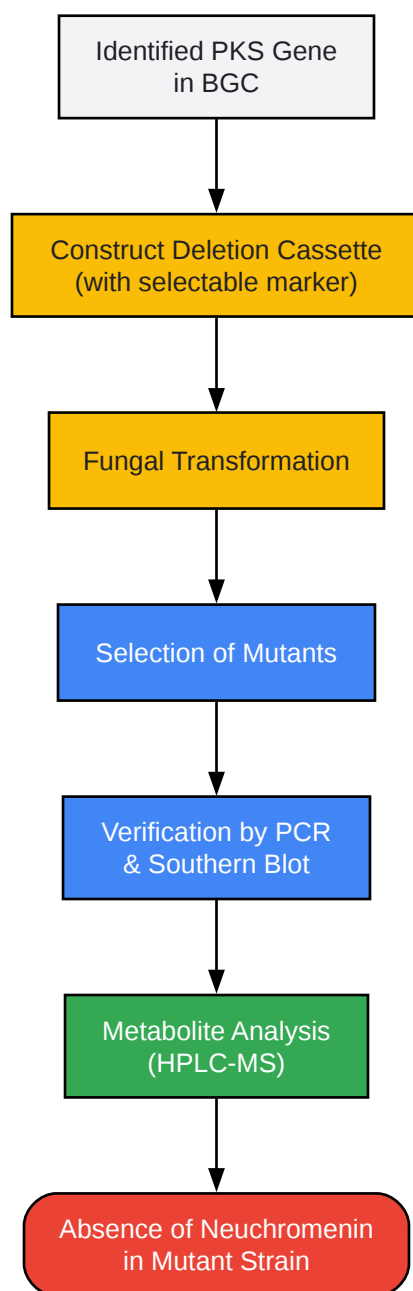 Identified PKS Gene
in BGC
Construct Deletion Cassette
(with selectable marker)
Fungal Transformation
Selection of Mutants
Verification by PCR
& Southern Blot
Metabolite Analysis
(HPLC-MS)
Absence of Neuchromenin
in Mutant Strain